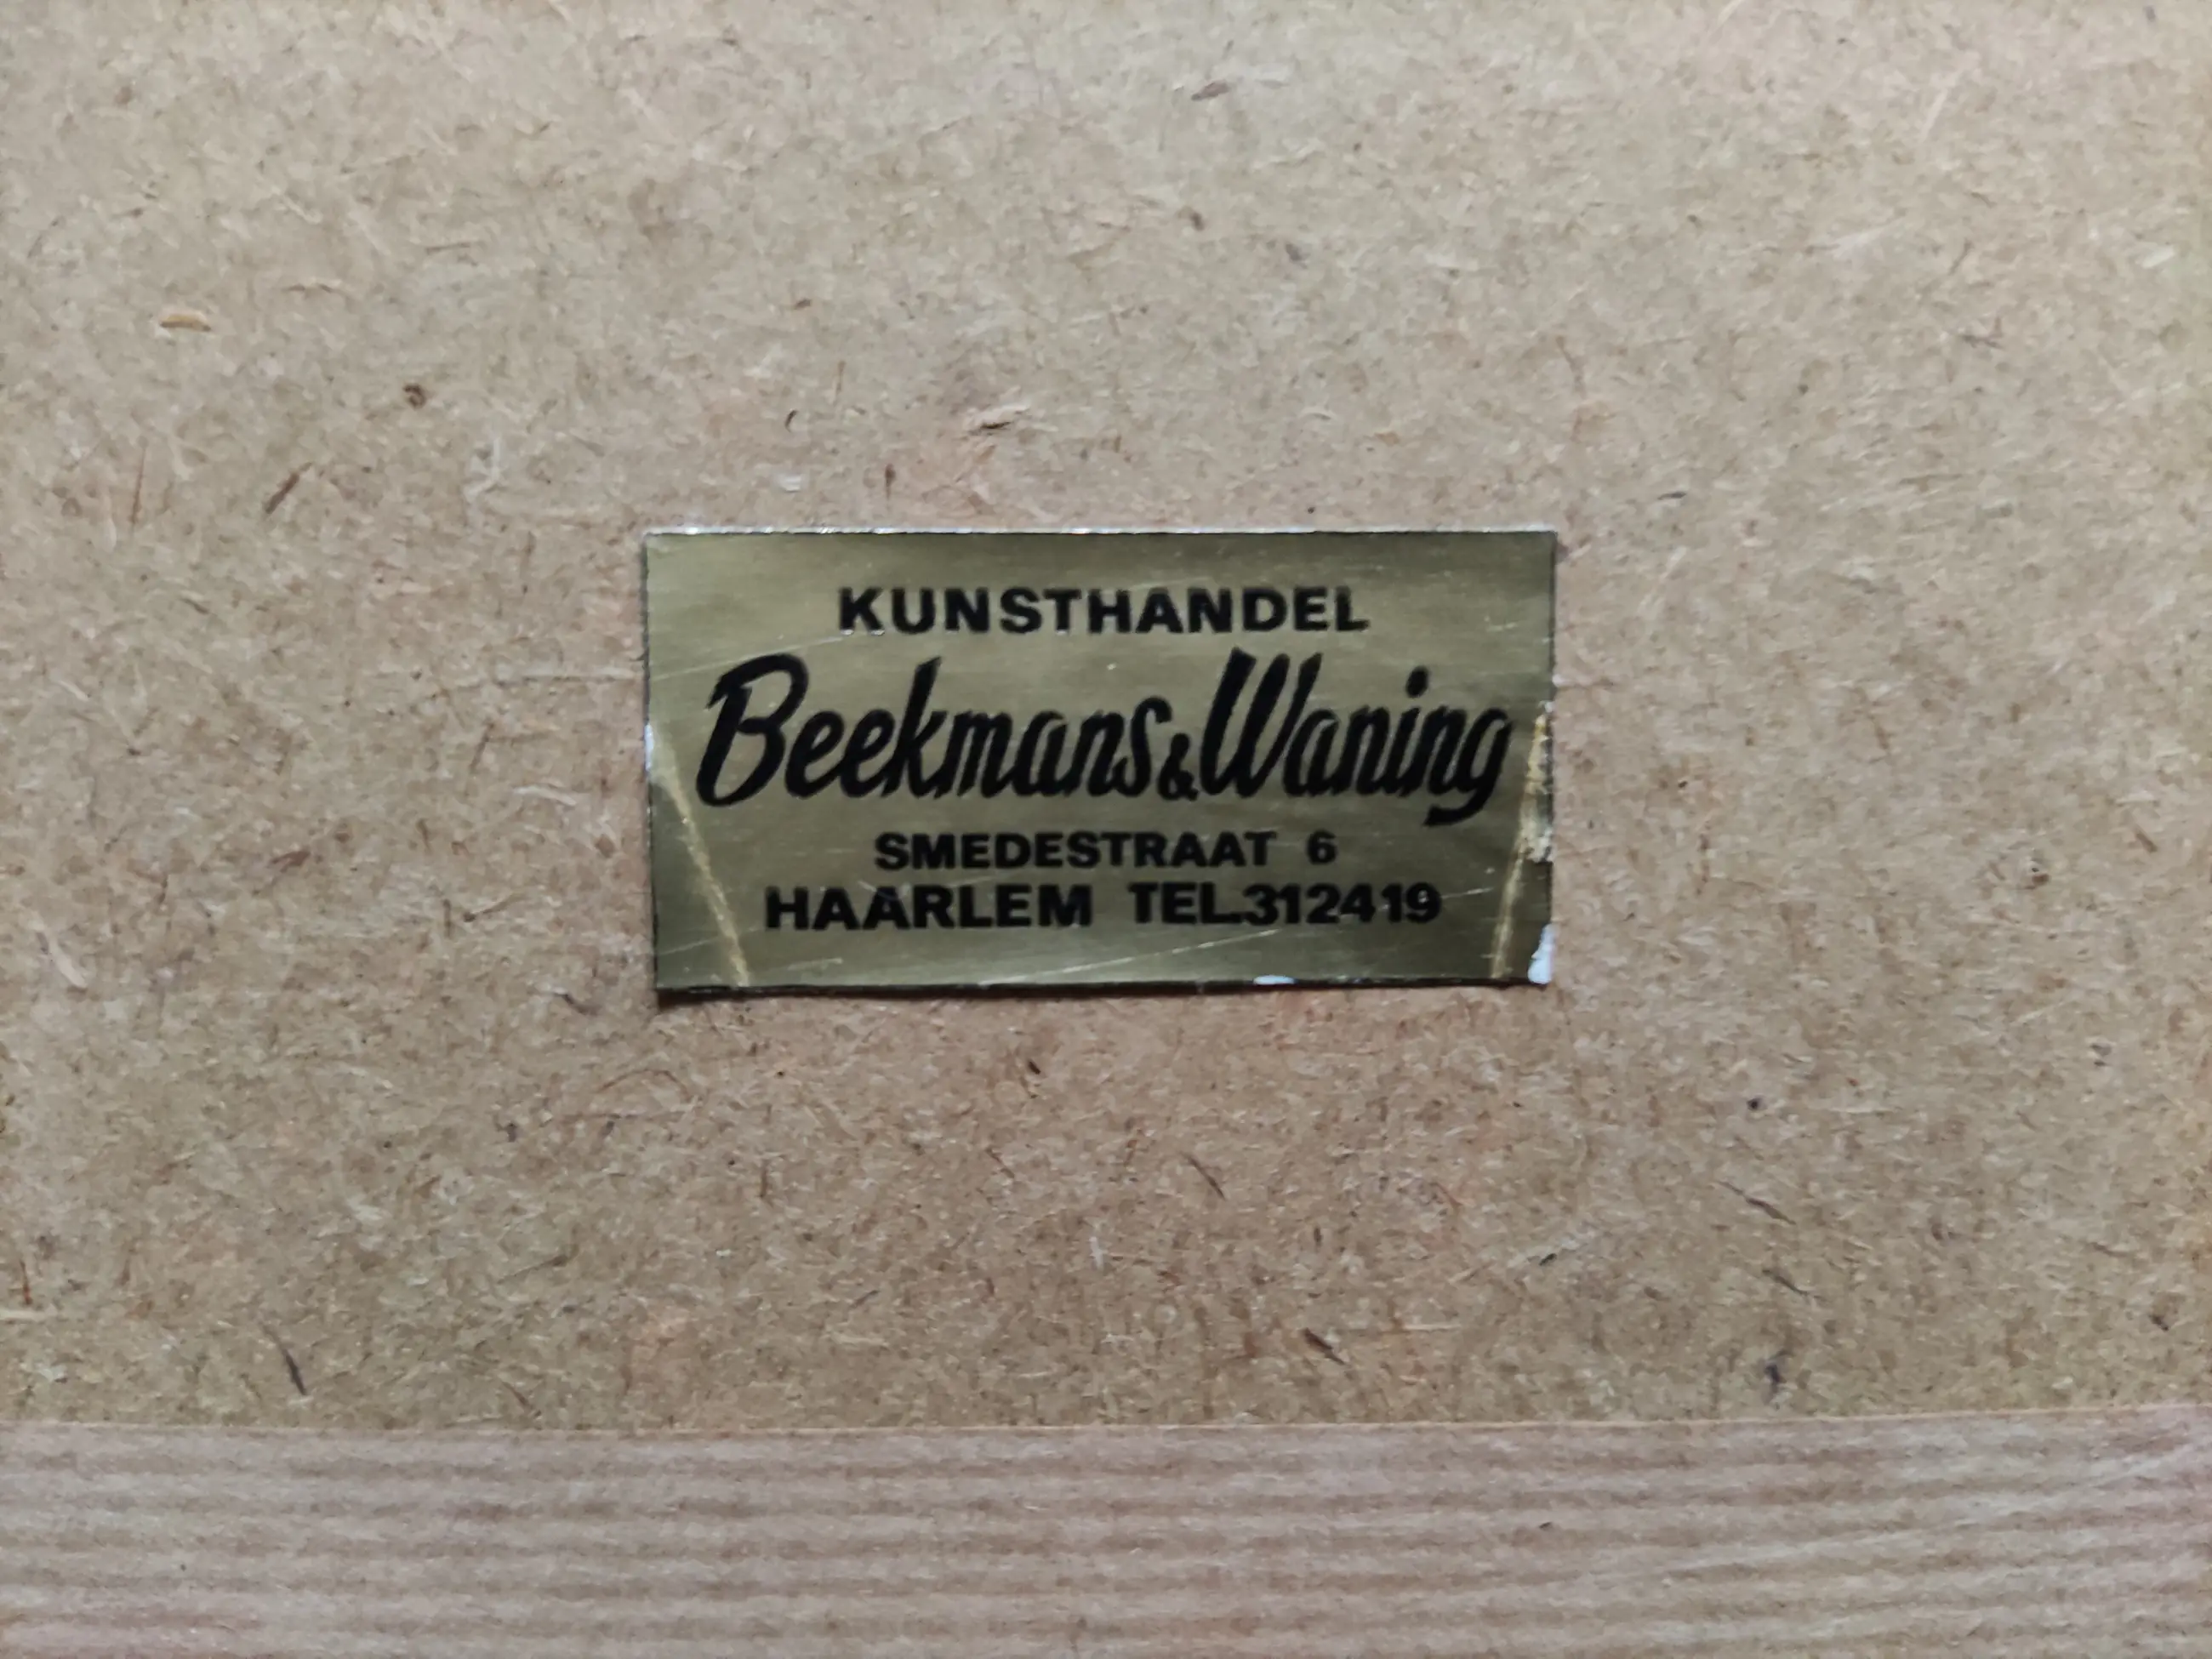 KUNSTHANDEL
Beekmans & Waning
SMEDESTRAAT 6
HAARLEM TEL.312419